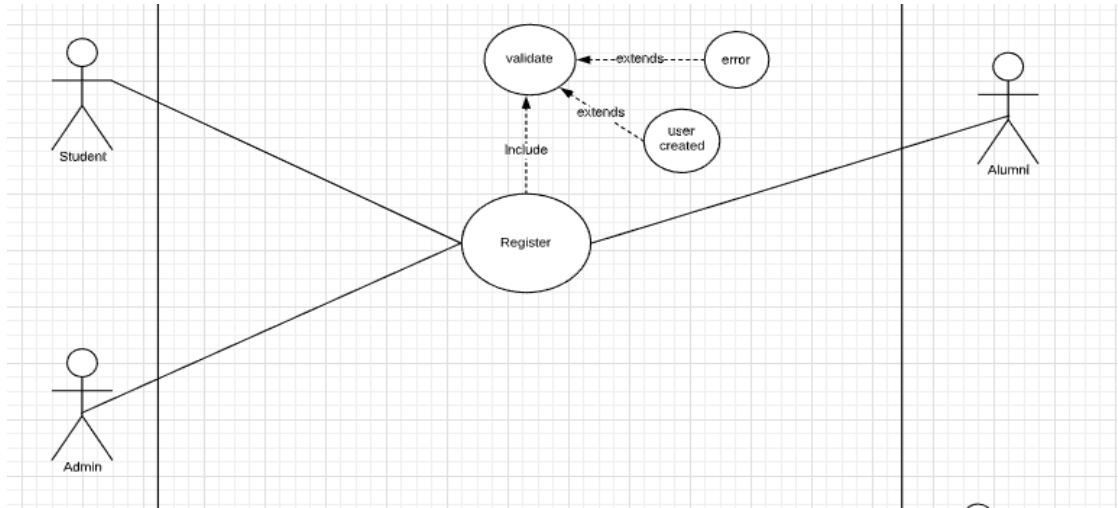 validate
extends
error
extends
user
created
Student
Include
Alumni
Register
Admin